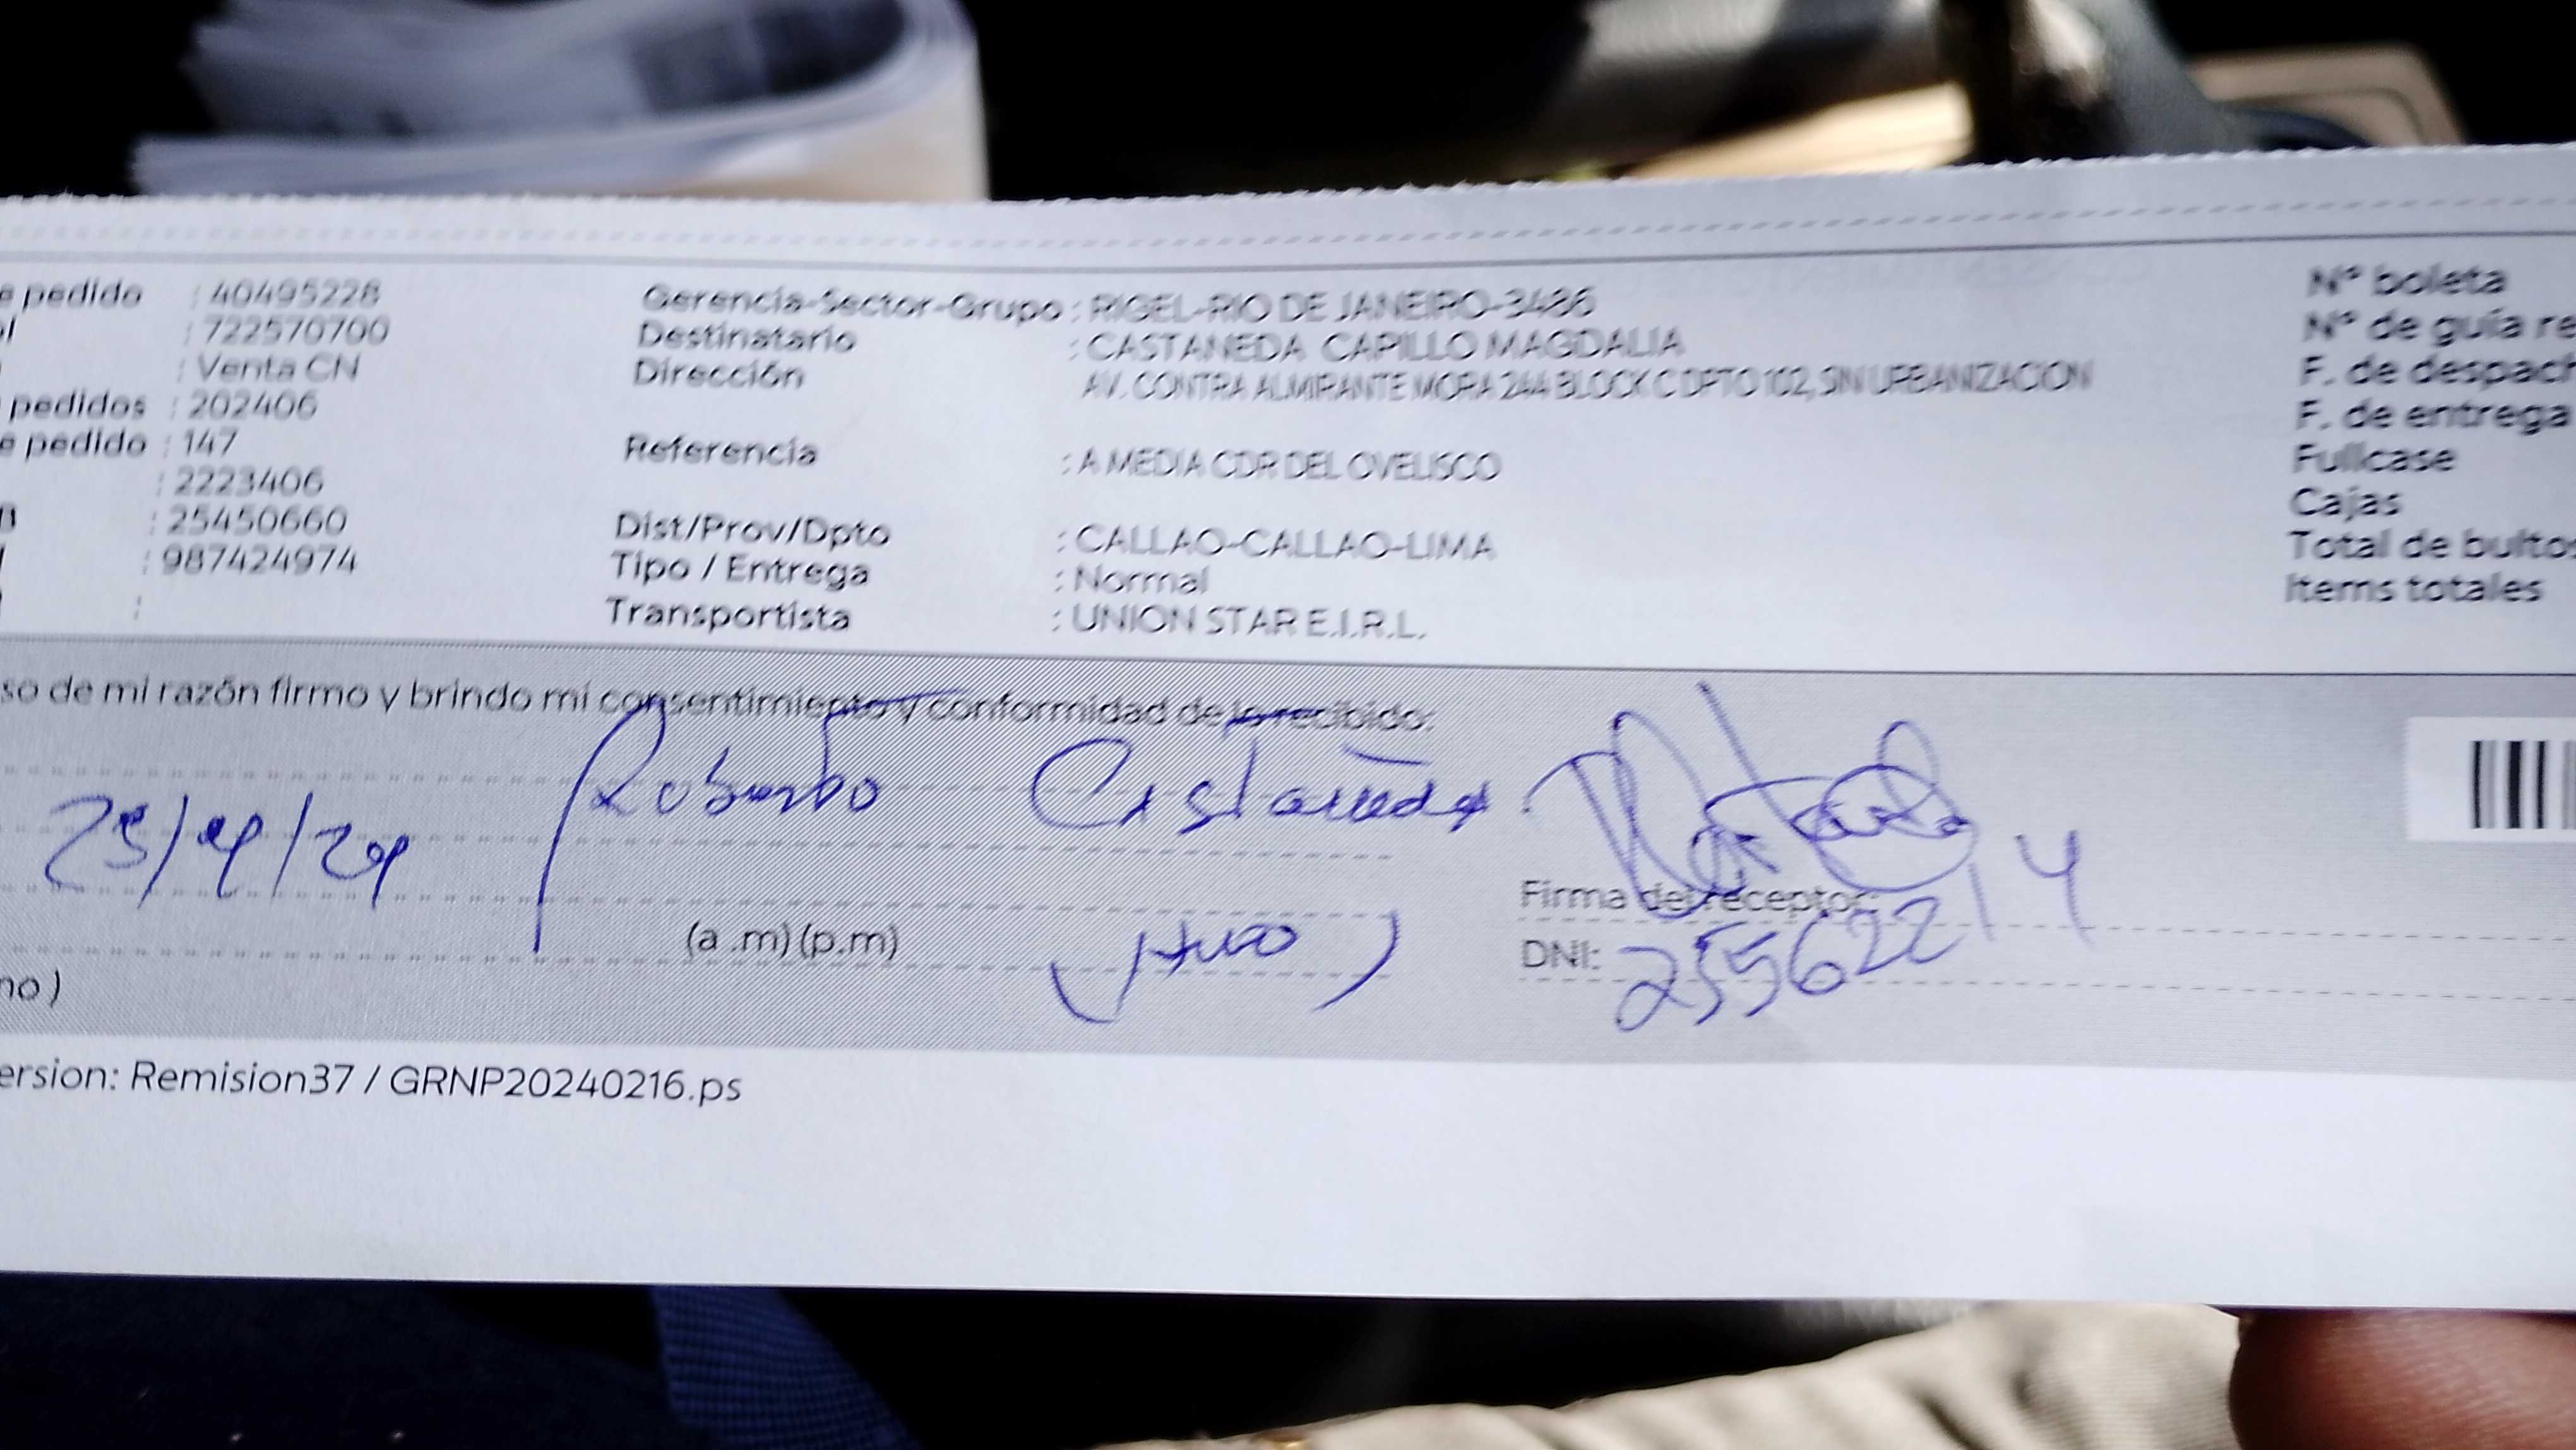 e pedido : 40495228 Gerencia-Sector-Grupo : RIGEL-RIO DE JANEIRO-3486 Nº boleta
: 722570700 Destinatario : CASTANEDA CAPILLO MAGDALIA Nº de guía re
: Venta CN Dirección AV. CONTRA ALMIRANTE MORA 244 BLOCK C DPTO 102, SIN URBANIZACION F. de despach
pedidos : 202406 F. de entrega
e pedido : 147 Referencia : A MEDIA CDR DEL OVELISCO Fullcase
: 2223406 Cajas
: 25450660 Dist/Prov/Dpto : CALLAO-CALLAO-LIMA Total de bultos
: 987424974 Tipo / Entrega : Normal Items totales
: Transportista : UNION STAR E.I.R.L.
so de mi razón firmo y brindo mi consentimiento y conformidad de lo recibido:
Roberto Castañeda
/24
Firma del receptor:
(a .m) (p.m) DNI: 25562214
no )
ersion: Remision37 / GRNP20240216.ps